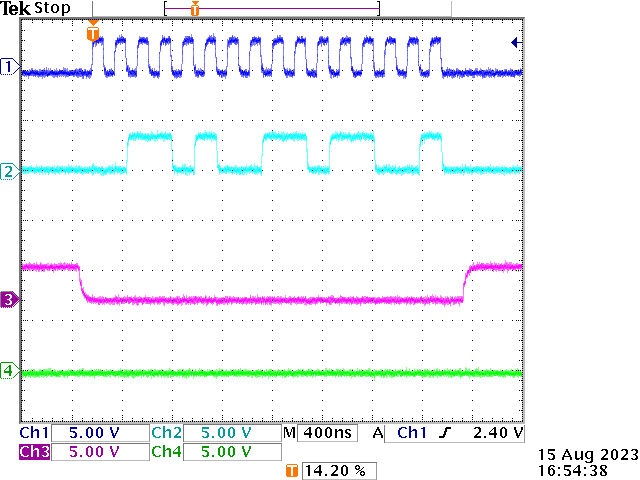 Tek Stop
T
T
1
2
3
4
Ch1 5.00 V Ch2 5.00 V M 400ns A Ch1 2.40 V
Ch3 5.00 V Ch4 5.00 V
T 14.20 %
15 Aug 2023
16:54:38